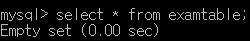 mysql> select * from examtable;
Empty set (0.00 sec)